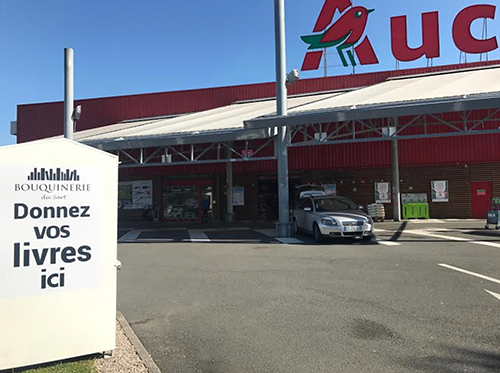 Auc
BOUQUINERIE
du sart
Donnez
vos
livres
ici